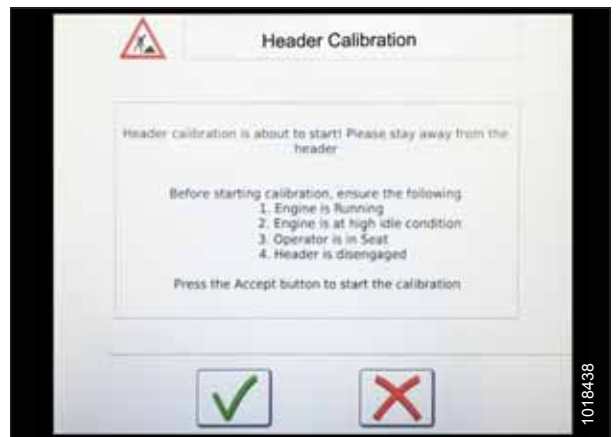 Header Calibration
Header calibration is about to start! Please stay away from the
header
Before starting calibration, ensure the following
1. Engine is Running
2. Engine is at high idle condition
3. Operator is in Seat
4. Header is disengaged
Press the Accept button to start the calibration
1018438